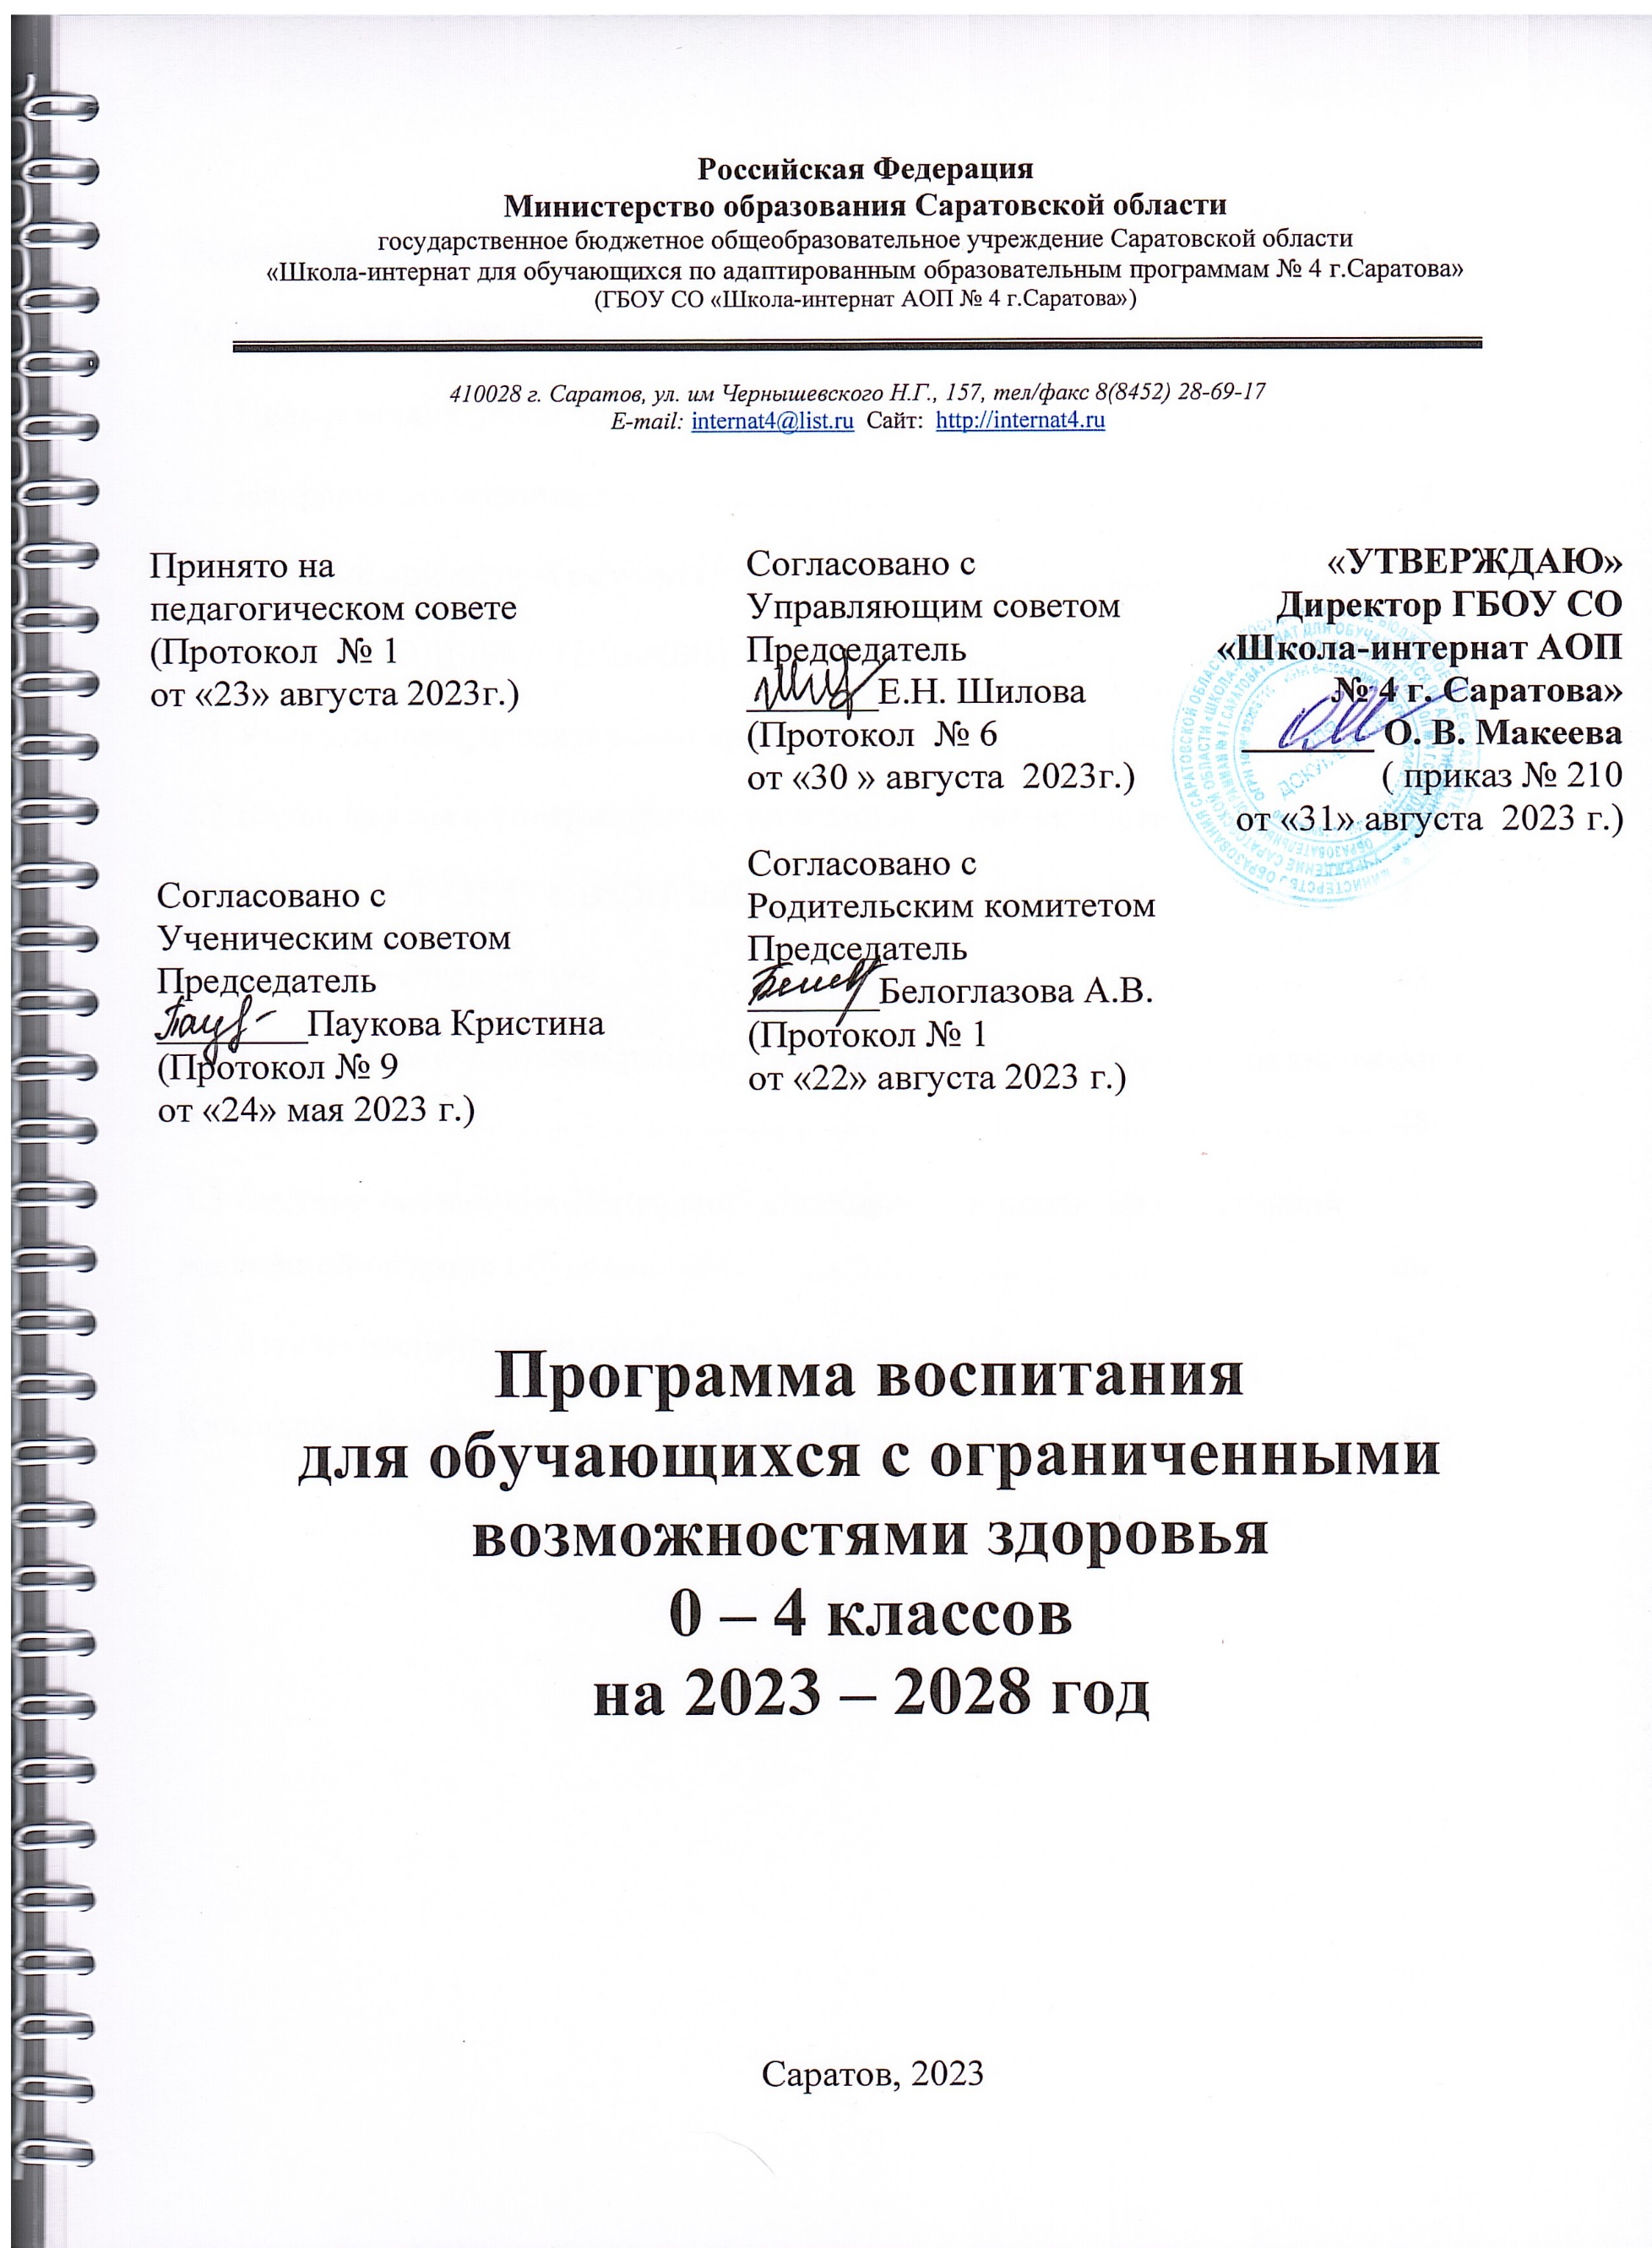 Российская Федерация
Министерство образования Саратовской области
государственное бюджетное общеобразовательное учреждение Саратовской области
«Школа-интернат для обучающихся по адаптированным образовательным программам № 4 г.Саратова»
(ГБОУ СО «Школа-интернат АОП № 4 г.Саратова»)
410028 г. Саратов, ул. им Чернышевского Н.Г., 157, тел/факс 8(8452) 28-69-17
E-mail: internat4@list.ru Сайт: http://internat4.ru
Принято на
педагогическом совете
(Протокол № 1
от «23» августа 2023г.)
Согласовано с
Управляющим советом
Председатель
Е.Н. Шилова
(Протокол № 6
от «30 » августа 2023г.)
«УТВЕРЖДАЮ»
Директор ГБОУ СО
«Школа-интернат АОП
№ 4 г. Саратова»
О. В. Макеева
( приказ № 210
от «31» августа 2023 г.)
Согласовано с
Ученическим советом
Председатель
Паукова Кристина
(Протокол № 9
от «24» мая 2023 г.)
Согласовано с
Родительским комитетом
Председатель
Белоглазова А.В.
(Протокол № 1
от «22» августа 2023 г.)
Программа воспитания
для обучающихся с ограниченными
возможностями здоровья
0 – 4 классов
на 2023 – 2028 год
Саратов, 2023